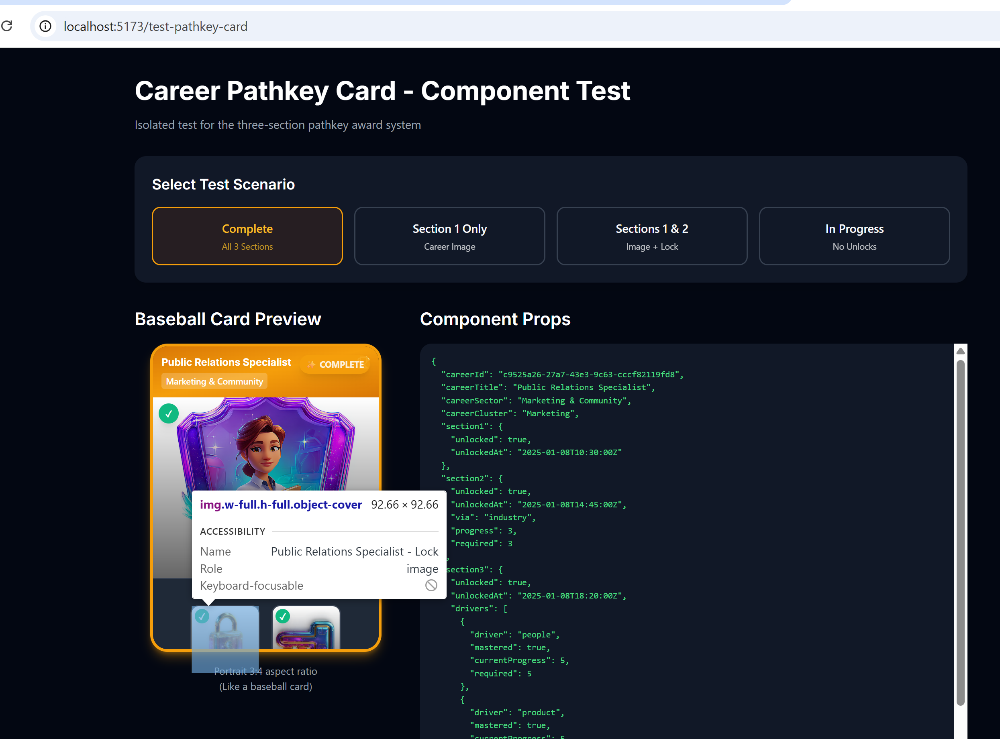 localhost:5173/test-pathkey-card
Career Pathkey Card - Component Test
Isolated test for the three-section pathkey award system
Select Test Scenario
Complete
All 3 Sections
Section 1 Only
Career Image
Sections 1 & 2
Image + Lock
In Progress
No Unlocks
Baseball Card Preview
Public Relations Specialist
✨ COMPLETE
Marketing & Community
img.w-full.h-full.object-cover 92.66 × 92.66
ACCESSIBILITY
Name Public Relations Specialist - Lock
Role image
Keyboard-focusable
Portrait 3:4 aspect ratio
(Like a baseball card)
Component Props
{
"careerId": "c9525a26-27a7-43e3-9c63-cccf82119fd8",
"careerTitle": "Public Relations Specialist",
"careerSector": "Marketing & Community",
"careerCluster": "Marketing",
"section1": {
"unlocked": true,
"unlockedAt": "2025-01-08T10:30:00Z"
},
"section2": {
"unlocked": true,
"unlockedAt": "2025-01-08T14:45:00Z",
"via": "industry",
"progress": 3,
"required": 3
,
section3": {
"unlocked": true,
"unlockedAt": "2025-01-08T18:20:00Z",
"drivers": [
{
"driver": "people",
"mastered": true,
"currentProgress": 5,
"required": 5
},
{
"driver": "product",
"mastered": true,
"currentProgress": 5